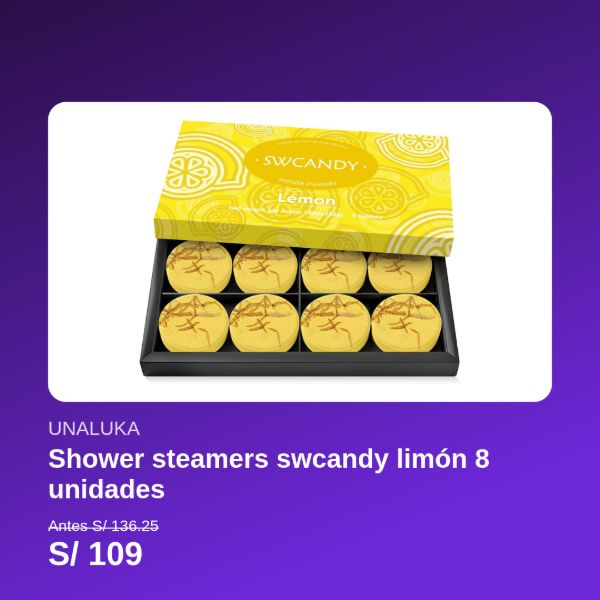 · SWCANDY ·
SHOWER STEAMERS
Lemon
UNALUKA
Shower steamers swcandy limón 8
unidades
Antes S/ 136.25
S/ 109